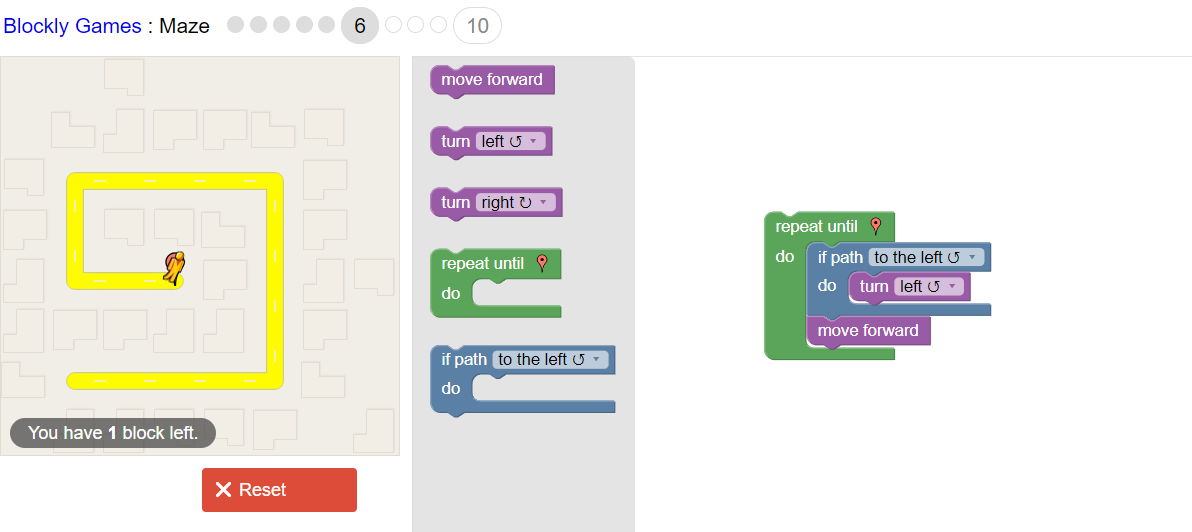 Blockly Games : Maze 6 10
move forward
turn left ↺
turn right ↻
repeat until
do
if path to the left ↺
do
repeat until
do if path to the left ↺
do turn left ↺
move forward
You have 1 block left.
Reset